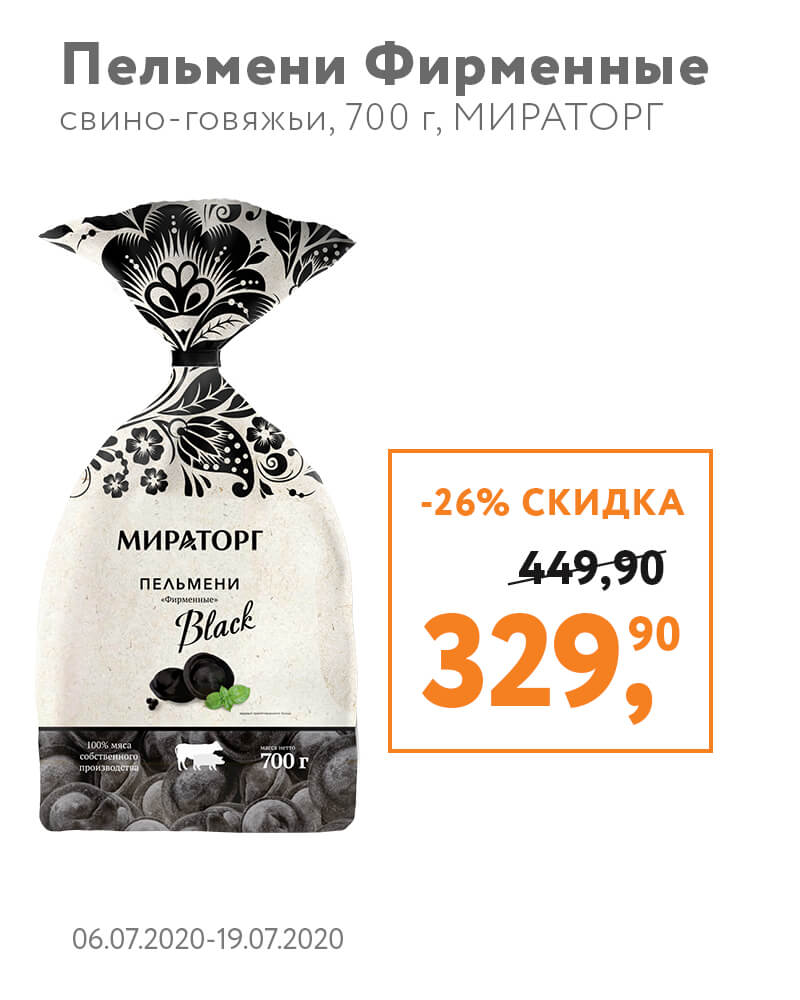 Пельмени Фирменные
свино-говяжьи, 700 г, МИРАТОРГ
МИРАТОРГ
ПЕЛЬМЕНИ
«Фирменные»
Black
100% мяса
собственного
производства
масса нетто
700 г
-26% СКИДКА
449,90
329,90
06.07.2020-19.07.2020